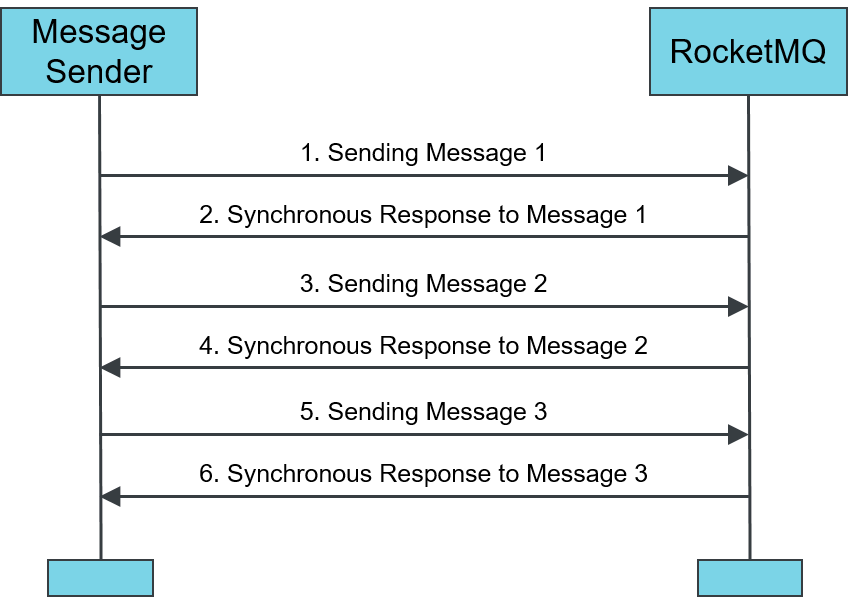 Message
Sender
RocketMQ
1. Sending Message 1
2. Synchronous Response to Message 1
3. Sending Message 2
4. Synchronous Response to Message 2
5. Sending Message 3
6. Synchronous Response to Message 3